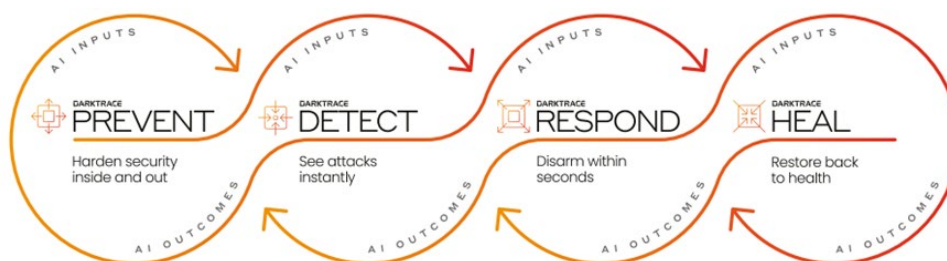 AI INPUTS
DARKTRACE
PREVENT
Harden security
inside and out
AI OUTCOMES
AI INPUTS
DARKTRACE
DETECT
See attacks
instantly
AI OUTCOMES
AI INPUTS
DARKTRACE
RESPOND
Disarm within
seconds
AI OUTCOMES
AI INPUTS
DARKTRACE
HEAL
Restore back
to health
AI OUTCOMES